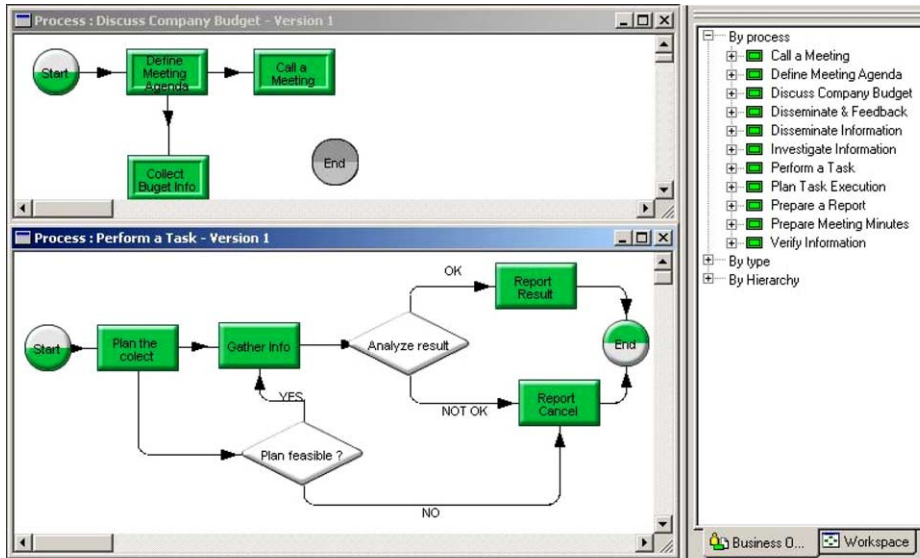 Process : Discuss Company Budget - Version 1
Start
Define
Meeting
Agenda
Call a
Meeting
Collect
Buget Info
End
Process : Perform a Task - Version 1
Start
Plan the
colect
Gather Info
Analyze result
OK
Report
Result
End
NOT OK
Report
Cancel
YES
Plan feasible ?
NO
By process
Call a Meeting
Define Meeting Agenda
Discuss Company Budget
Disseminate & Feedback
Disseminate Information
Investigate Information
Perform a Task
Plan Task Execution
Prepare a Report
Prepare Meeting Minutes
Verify Information
By type
By Hierarchy
Business O...
Workspace